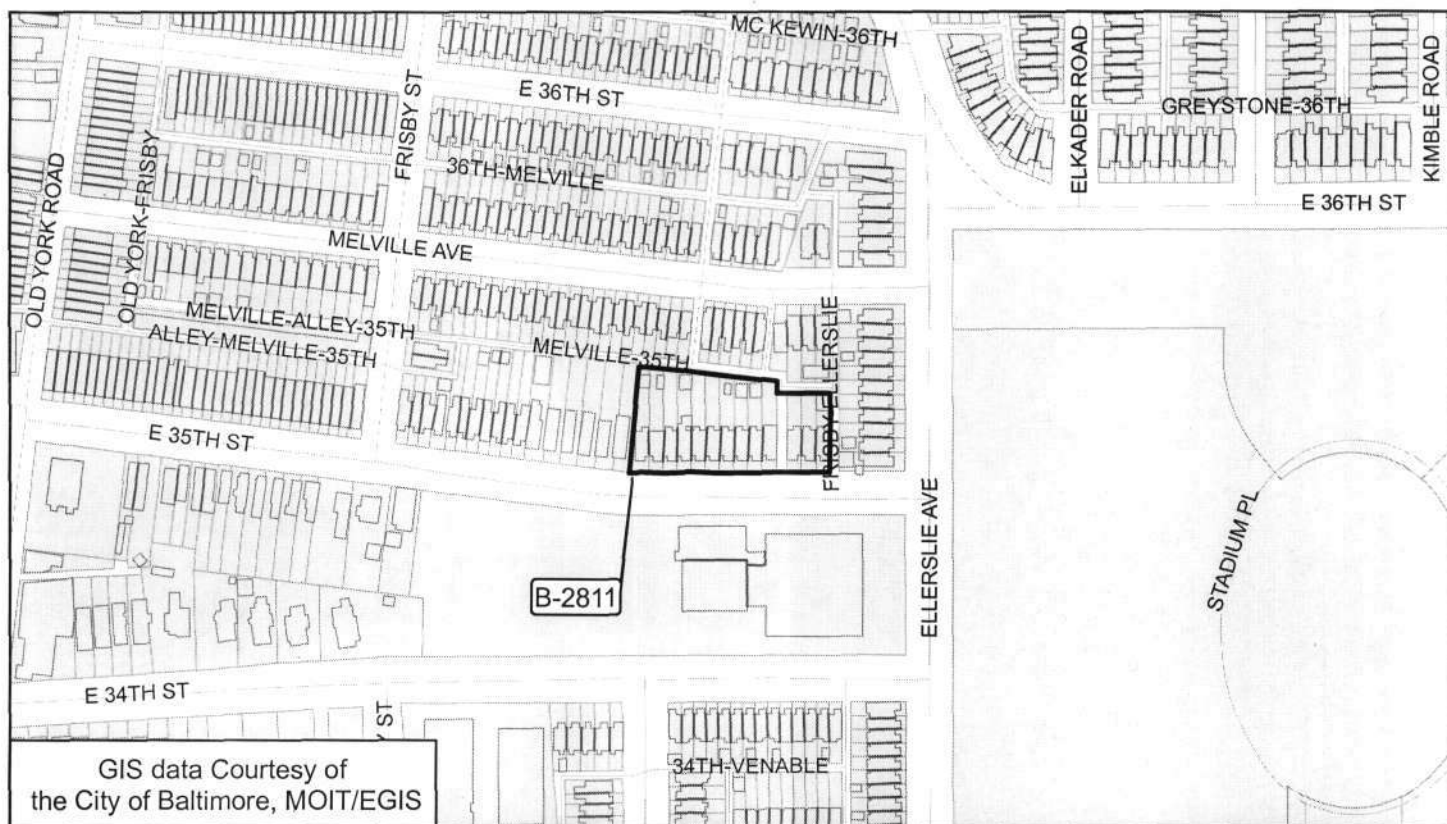 MC KEWIN-36TH
E 36TH ST
FRISBY ST
ELKADER ROAD
GREYSTONE-36TH
KIMBLE ROAD
E 36TH ST
OLD YORK ROAD
OLD YORK-FRISBY
36TH-MELVILLE
MELVILLE AVE
MELVILLE-ALLEY-35TH
ALLEY-MELVILLE-35TH
MELVILLE-35TH
FRISBY-ELLERSLIE
E 35TH ST
ELLERSLIE AVE
STADIUM PL
B-2811
E 34TH ST
Y ST
34TH-VENABLE
GIS data Courtesy of
the City of Baltimore, MOIT/EGIS